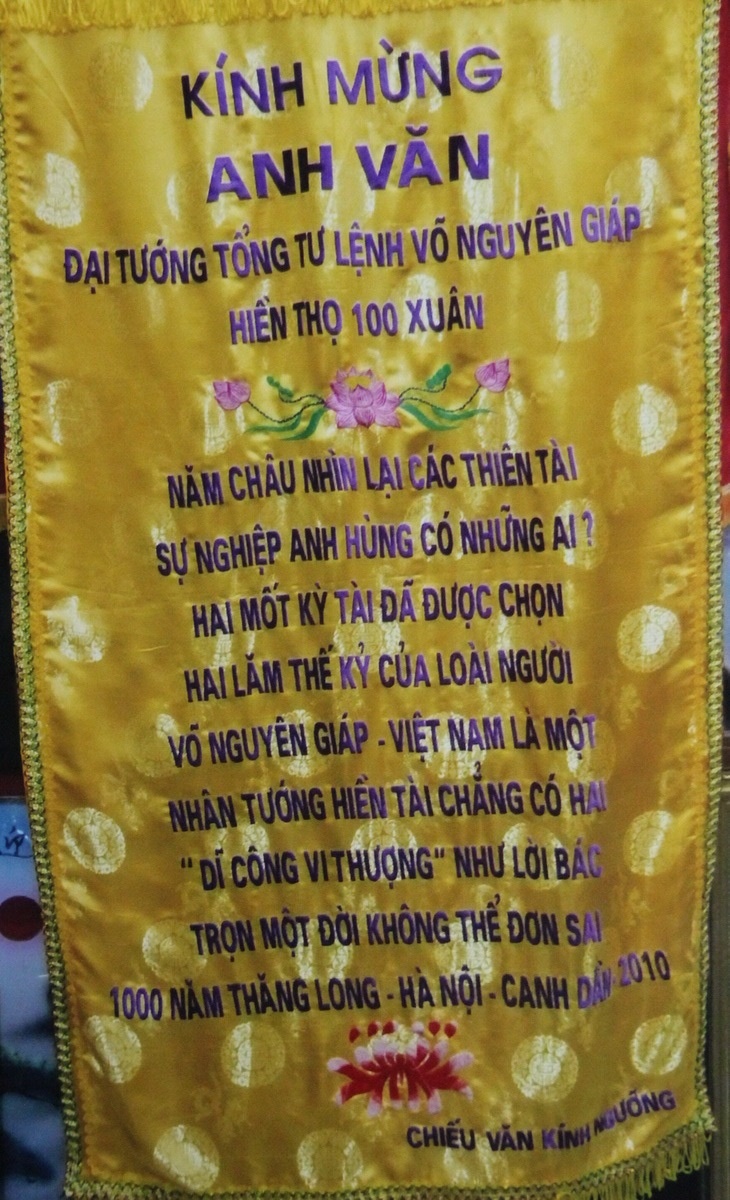 KÍNH MỪNG
ANH VĂN
ĐẠI TƯỚNG TỔNG TƯ LỆNH VÕ NGUYÊN GIÁP
HIỀN THỌ 100 XUÂN
NĂM CHÂU NHÌN LẠI CÁC THIÊN TÀI
SỰ NGHIỆP ANH HÙNG CÓ NHỮNG AI ?
HAI MỐT KỲ TÀI ĐÃ ĐƯỢC CHỌN
HAI LĂM THẾ KỶ CỦA LOÀI NGƯỜI
VÕ NGUYÊN GIÁP - VIỆT NAM LÀ MỘT
NHÂN TƯỚNG HIỀN TÀI CHẲNG CÓ HAI
“ DĨ CÔNG VI THƯỢNG” NHƯ LỜI BÁC
TRỌN MỘT ĐỜI KHÔNG THỂ ĐƠN SAI
1000 NĂM THĂNG LONG - HÀ NỘI - CANH DẦN-2010
CHIẾU VĂN KÍNH NGƯỠNG